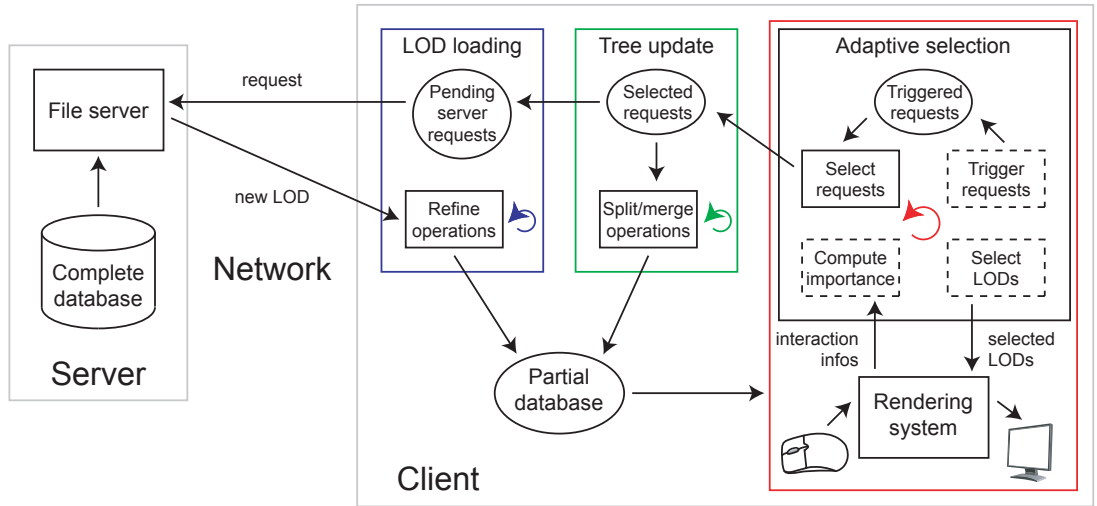 LOD loading
Tree update
Adaptive selection
request
File server
Pending
server
requests
Selected
requests
Triggered
requests
Select
requests
Trigger
requests
new LOD
Refine
operations
Split/merge
operations
Complete
database
Network
Compute
importance
Select
LODs
interaction
infos
selected
LODs
Server
Partial
database
Rendering
system
Client